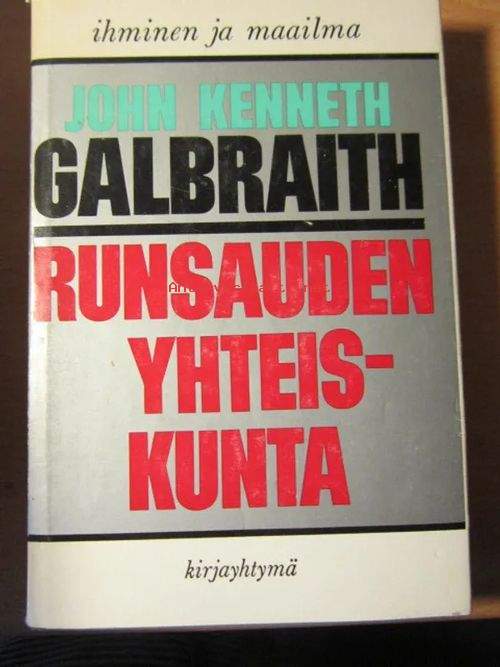 ihminen ja maailma
JOHN KENNETH
GALBRAITH
RUNSAUDEN
YHTEIS-
KUNTA
kirjayhtymä